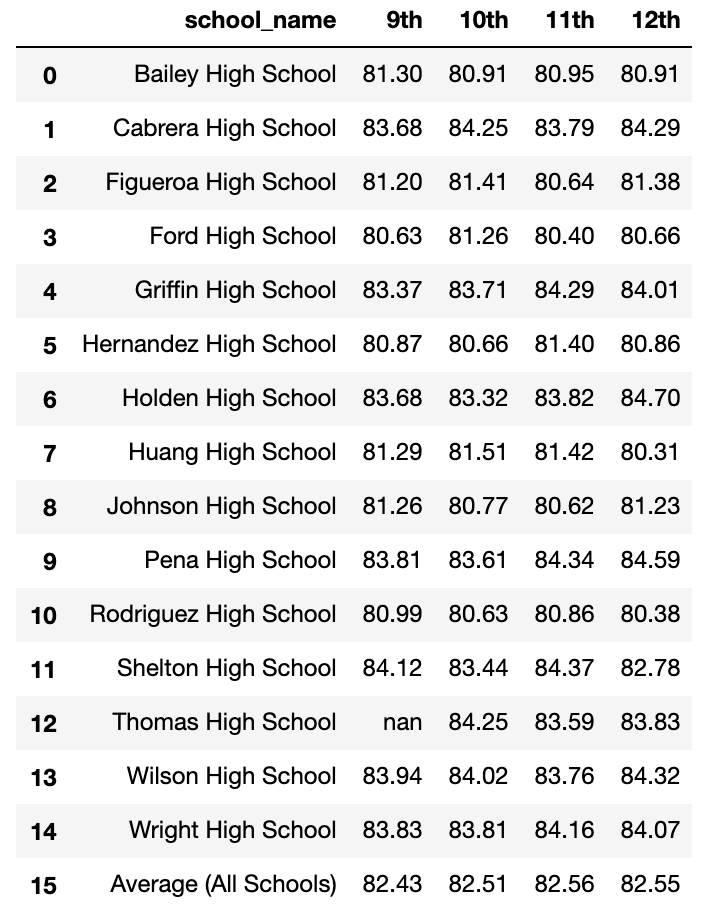 school_name 9th 10th 11th 12th
0 Bailey High School 81.30 80.91 80.95 80.91
1 Cabrera High School 83.68 84.25 83.79 84.29
2 Figueroa High School 81.20 81.41 80.64 81.38
3 Ford High School 80.63 81.26 80.40 80.66
4 Griffin High School 83.37 83.71 84.29 84.01
5 Hernandez High School 80.87 80.66 81.40 80.86
6 Holden High School 83.68 83.32 83.82 84.70
7 Huang High School 81.29 81.51 81.42 80.31
8 Johnson High School 81.26 80.77 80.62 81.23
9 Pena High School 83.81 83.61 84.34 84.59
10 Rodriguez High School 80.99 80.63 80.86 80.38
11 Shelton High School 84.12 83.44 84.37 82.78
12 Thomas High School nan 84.25 83.59 83.83
13 Wilson High School 83.94 84.02 83.76 84.32
14 Wright High School 83.83 83.81 84.16 84.07
15 Average (All Schools) 82.43 82.51 82.56 82.55